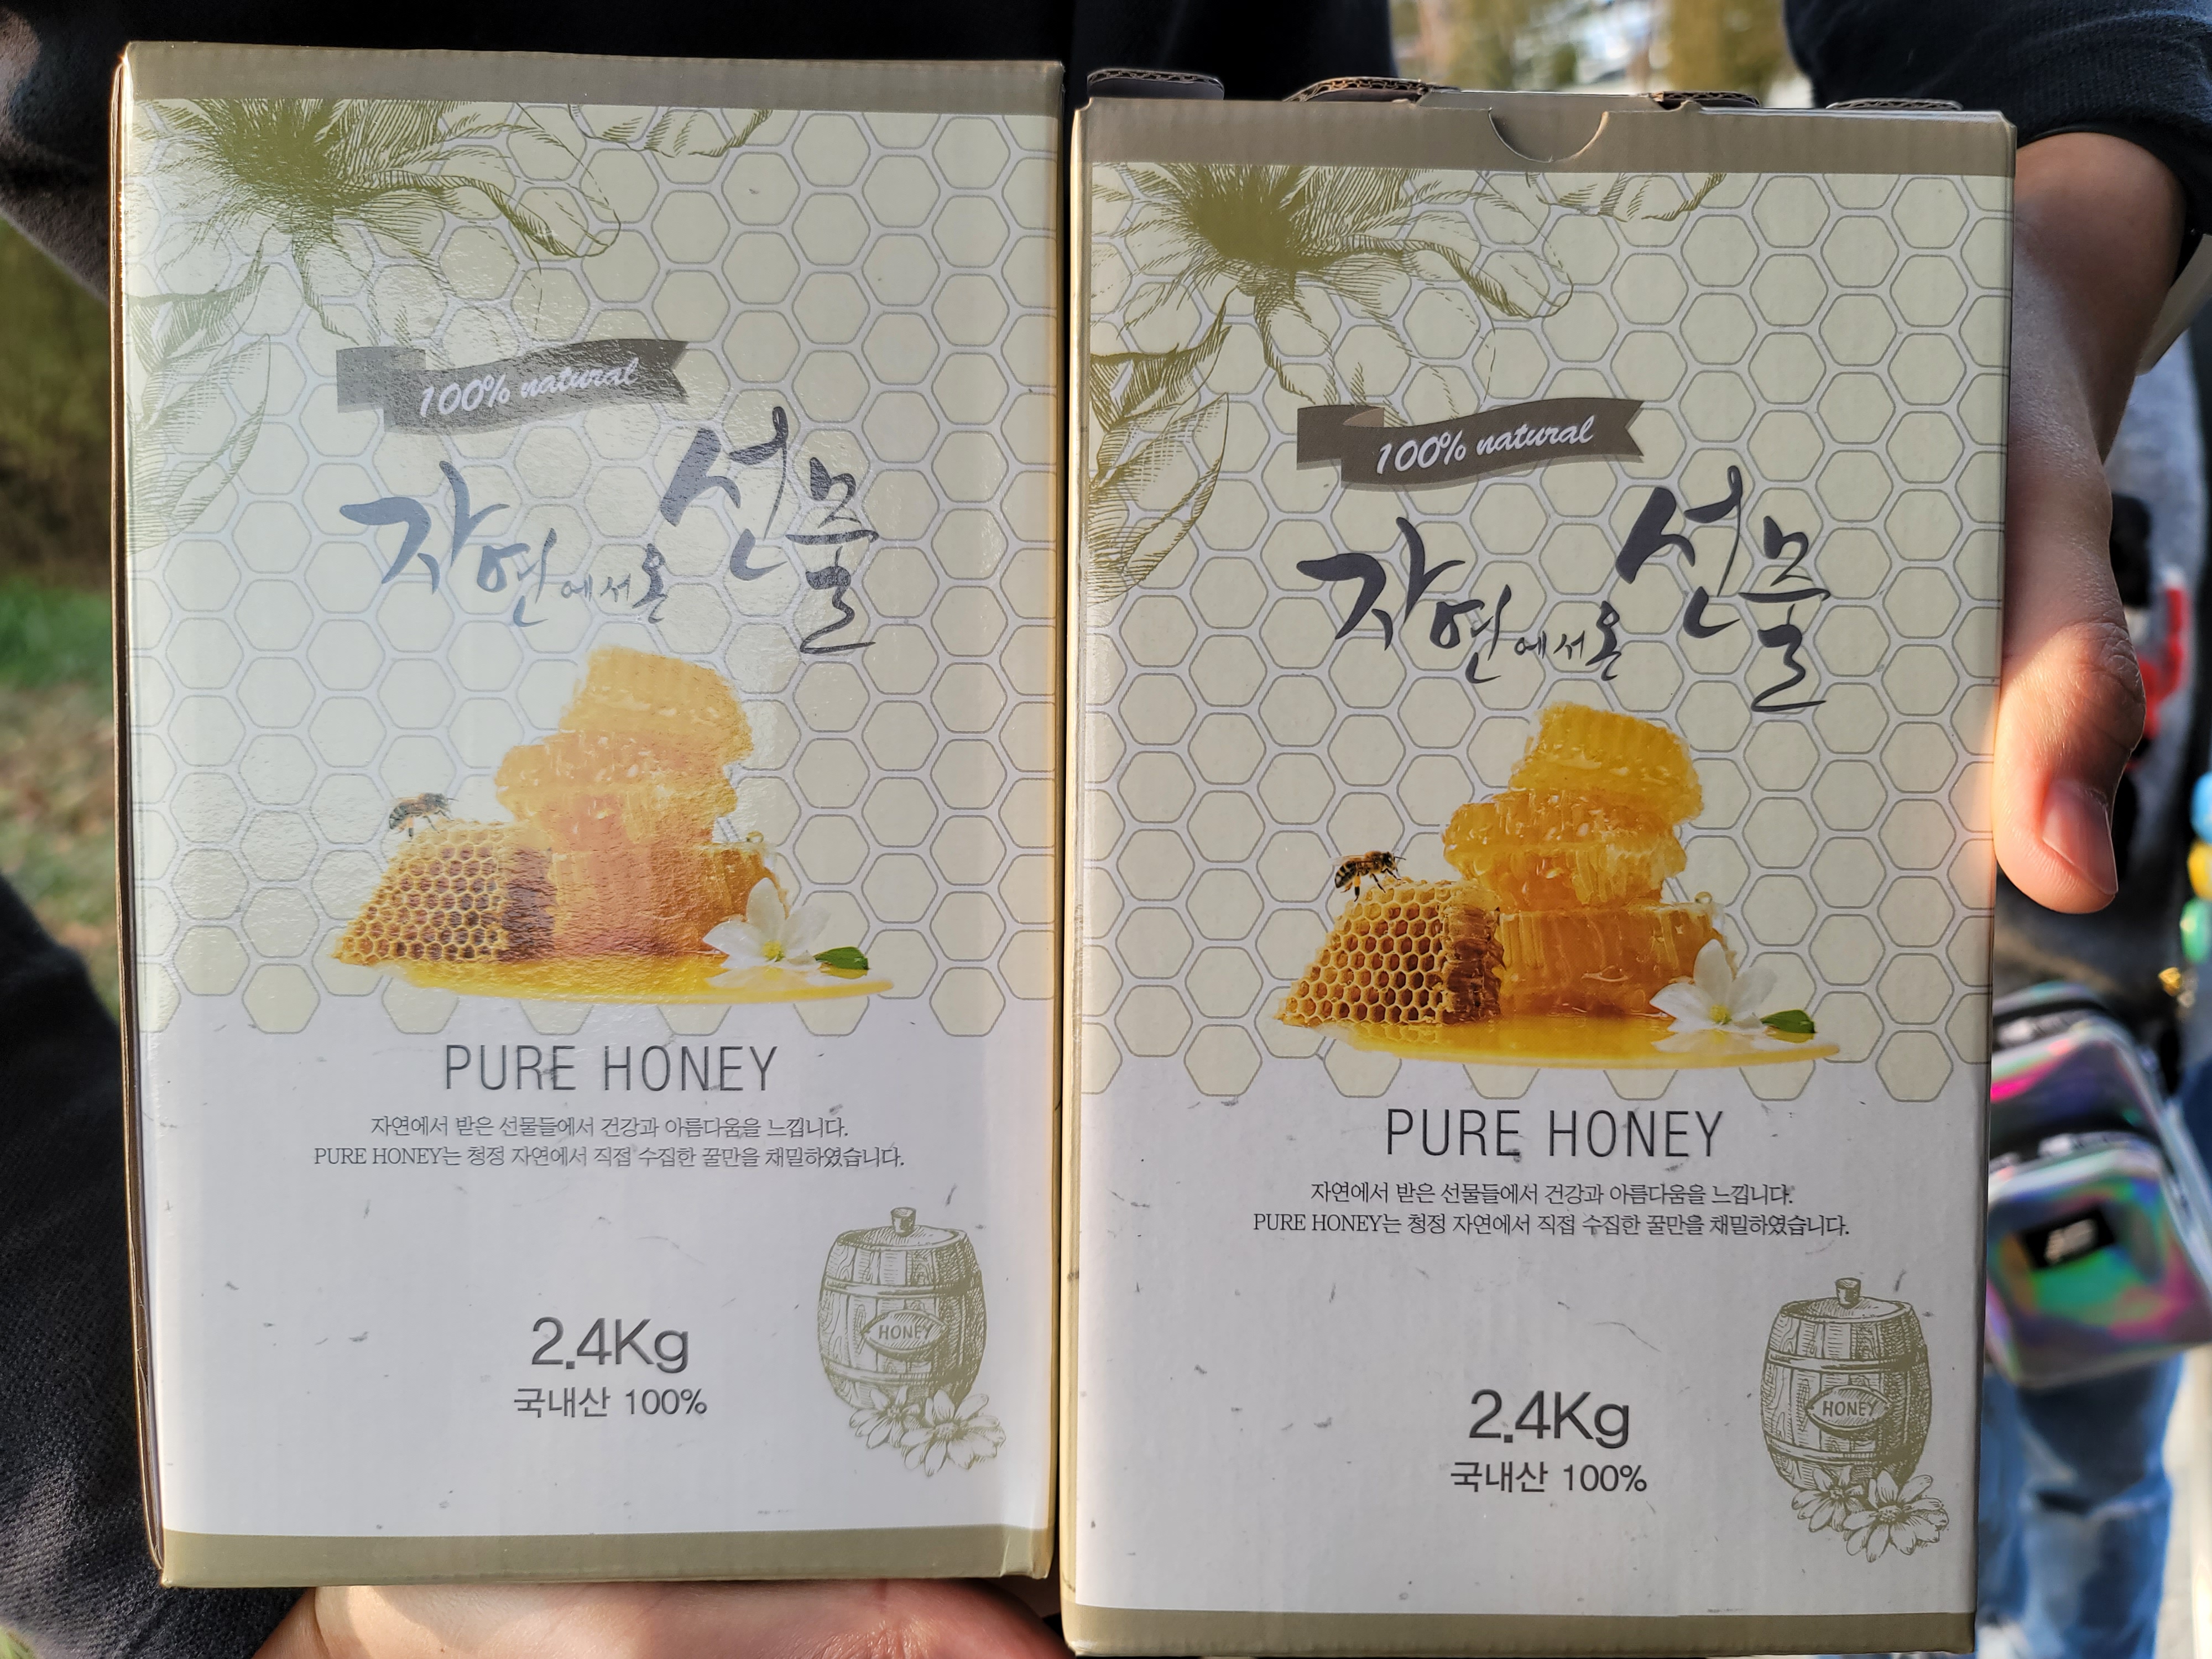 100% natural
자연에서온 선물
PURE HONEY
자연에서 받은 선물들에서 건강과 아름다움을 느낍니다.
PURE HONEY는 청정 자연에서 직접 수집한 꿀만을 채밀하였습니다.
HONEY
2.4Kg
국내산 100%
100% natural
자연에서온 선물
PURE HONEY
자연에서 받은 선물들에서 건강과 아름다움을 느낍니다.
PURE HONEY는 청정 자연에서 직접 수집한 꿀만을 채밀하였습니다.
HONEY
2.4Kg
국내산 100%